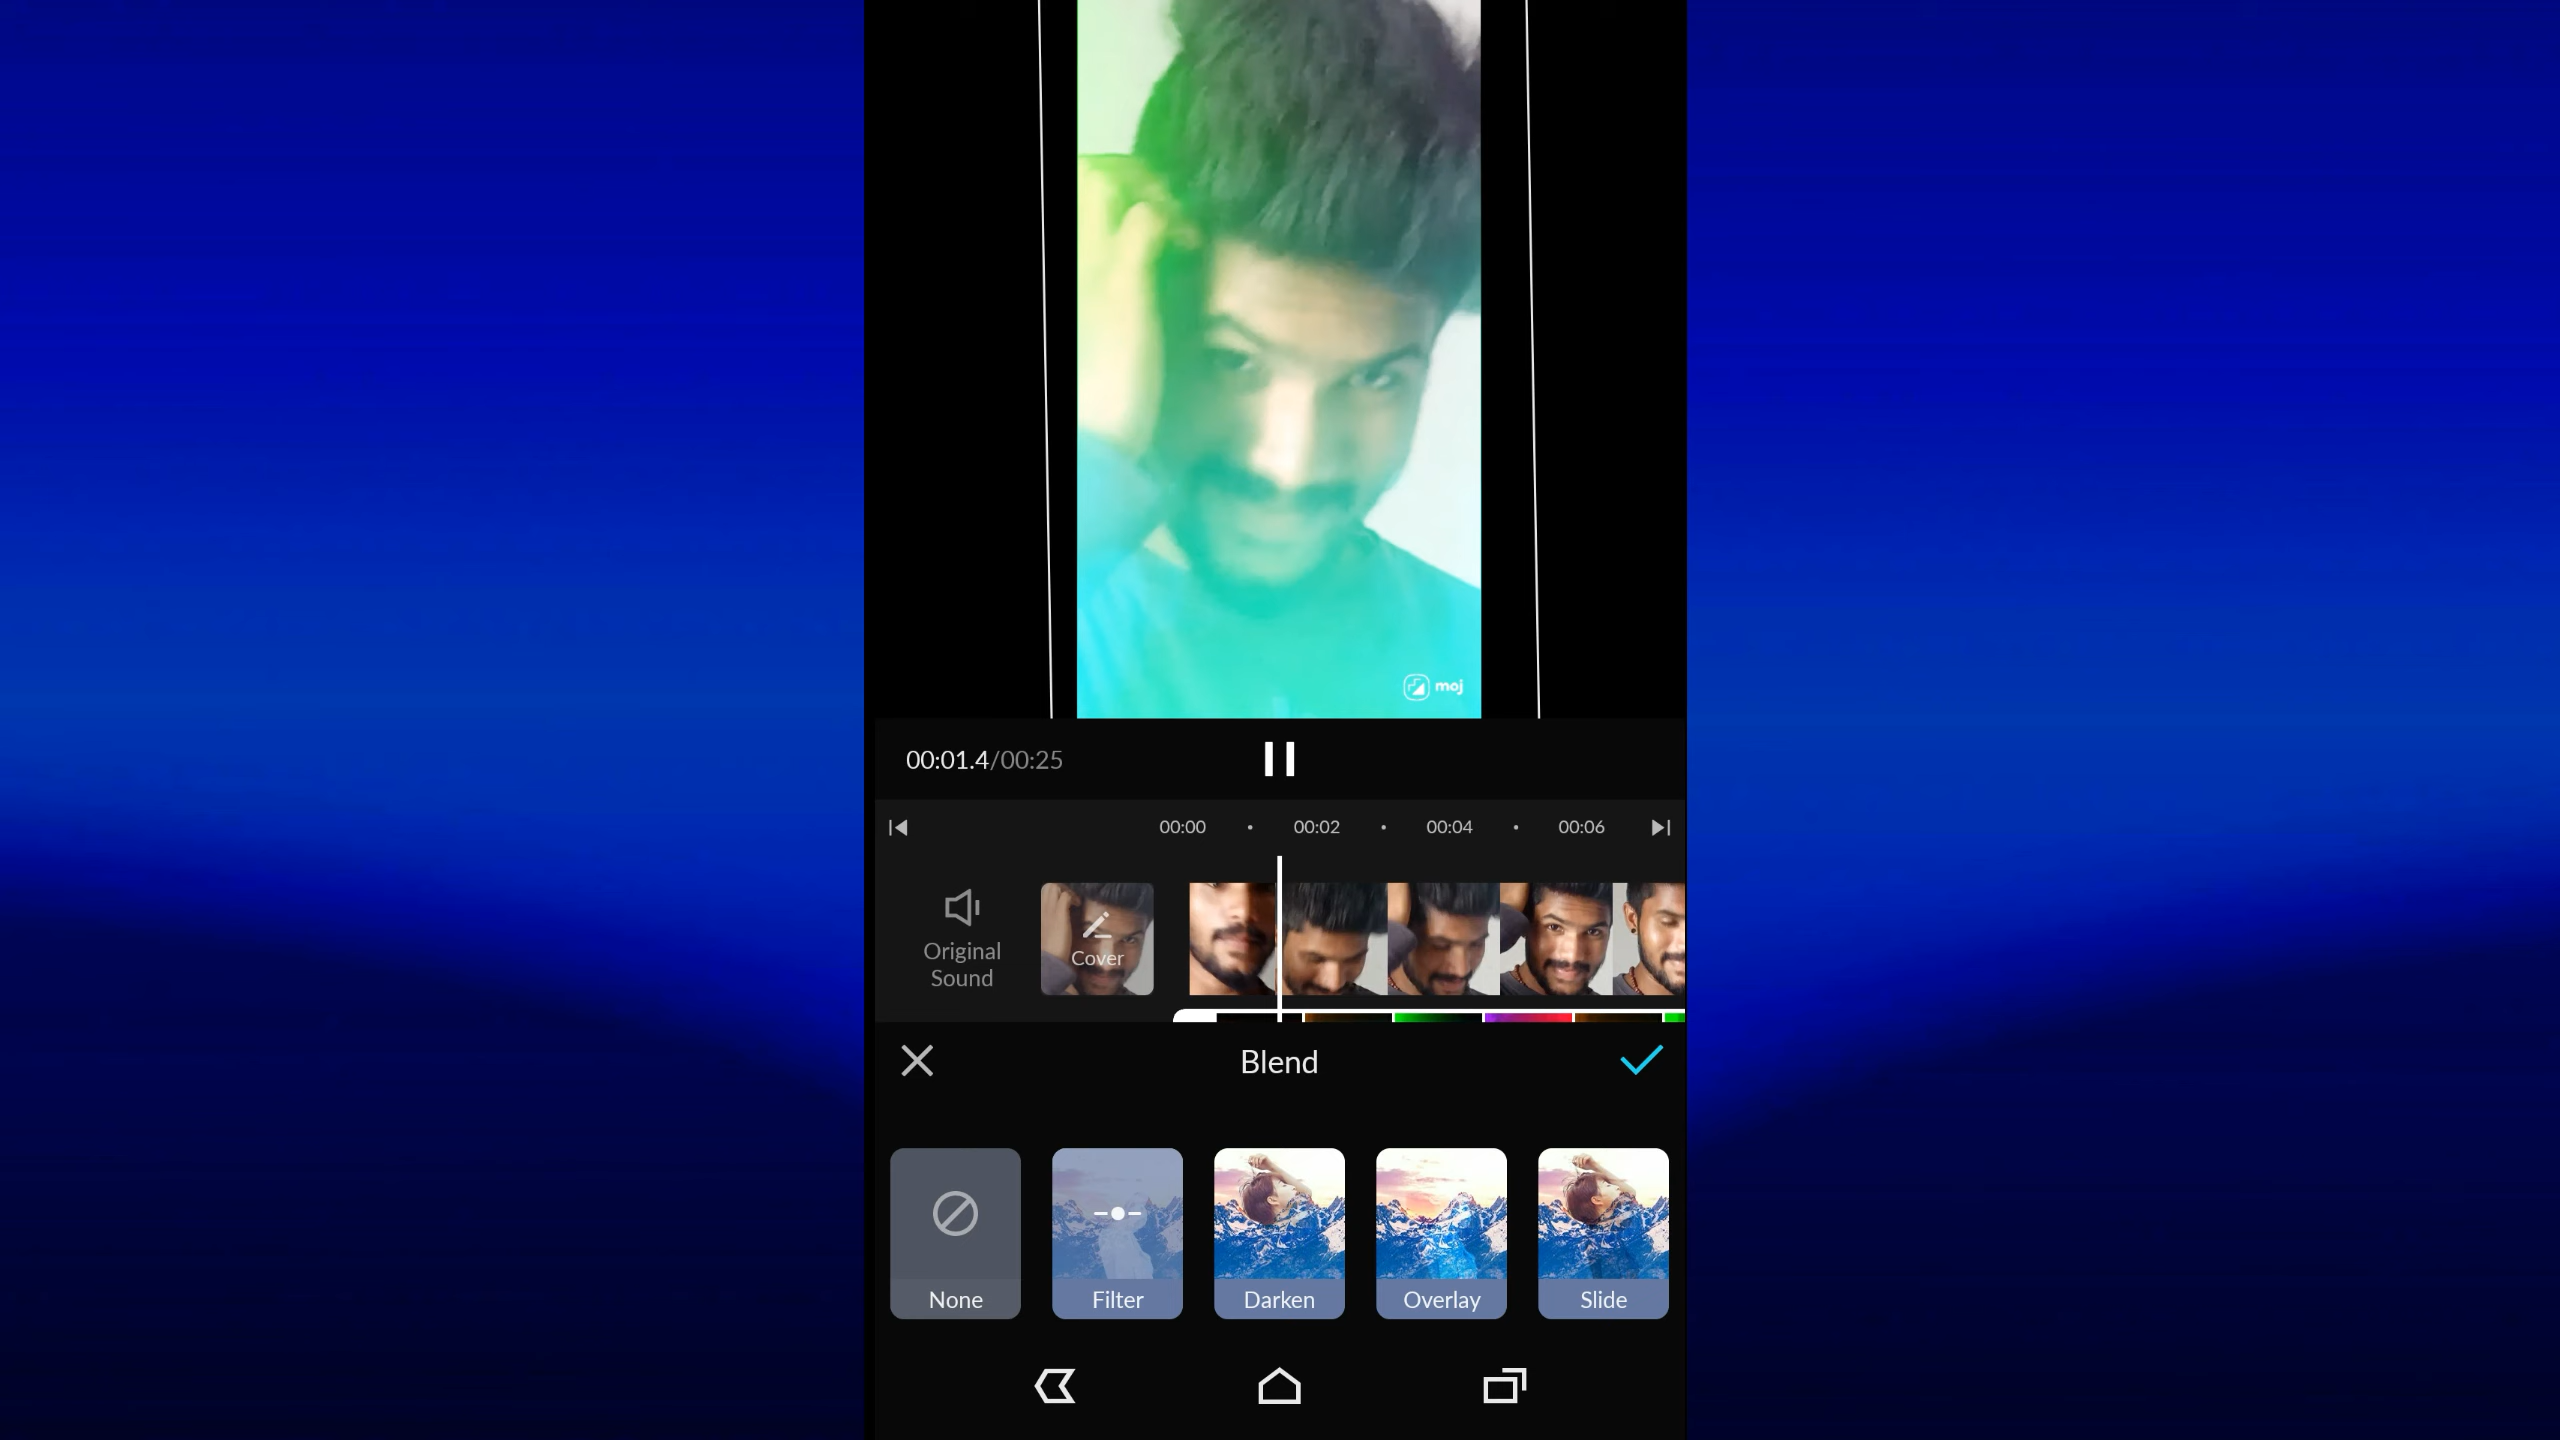 moj
00:01.4/00:25
00:00 00:02 00:04 00:06
Original
Sound
Cover
Blend
None Filter Darken Overlay Slide